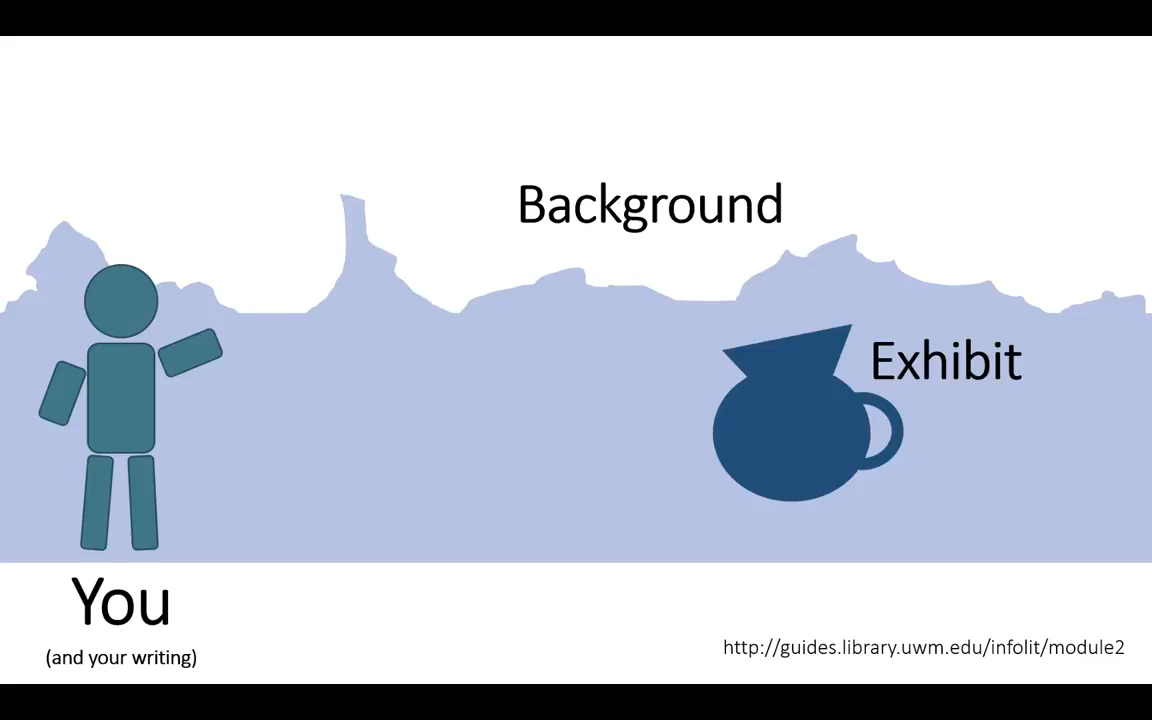 Background
Exhibit
You
(and your writing)
http://guides.library.uwm.edu/infolit/module2